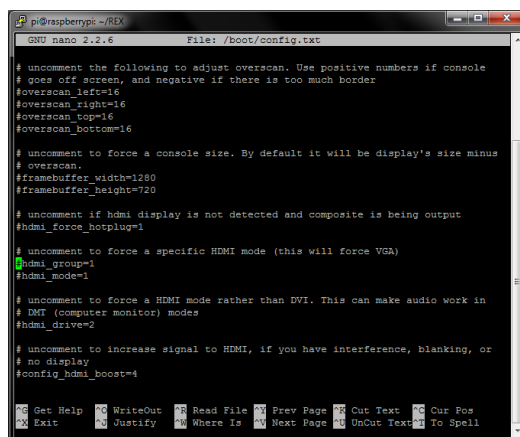 pi@raspberrypi: ~/REX
GNU nano 2.2.6 File: /boot/config.txt
# uncomment the following to adjust overscan. Use positive numbers if console
# goes off screen, and negative if there is too much border
#overscan_left=16
#overscan_right=16
#overscan_top=16
#overscan_bottom=16
# uncomment to force a console size. By default it will be display's size minus
# overscan.
#framebuffer_width=1280
#framebuffer_height=720
# uncomment if hdmi display is not detected and composite is being output
#hdmi_force_hotplug=1
# uncomment to force a specific HDMI mode (this will force VGA)
#hdmi_group=1
#hdmi_mode=1
# uncomment to force a HDMI mode rather than DVI. This can make audio work in
# DMT (computer monitor) modes
#hdmi_drive=2
# uncomment to increase signal to HDMI, if you have interference, blanking, or
# no display
#config_hdmi_boost=4
^G Get Help ^O WriteOut ^R Read File ^Y Prev Page ^K Cut Text ^C Cur Pos
^X Exit ^J Justify ^W Where Is ^V Next Page ^U UnCut Text ^T To Spell